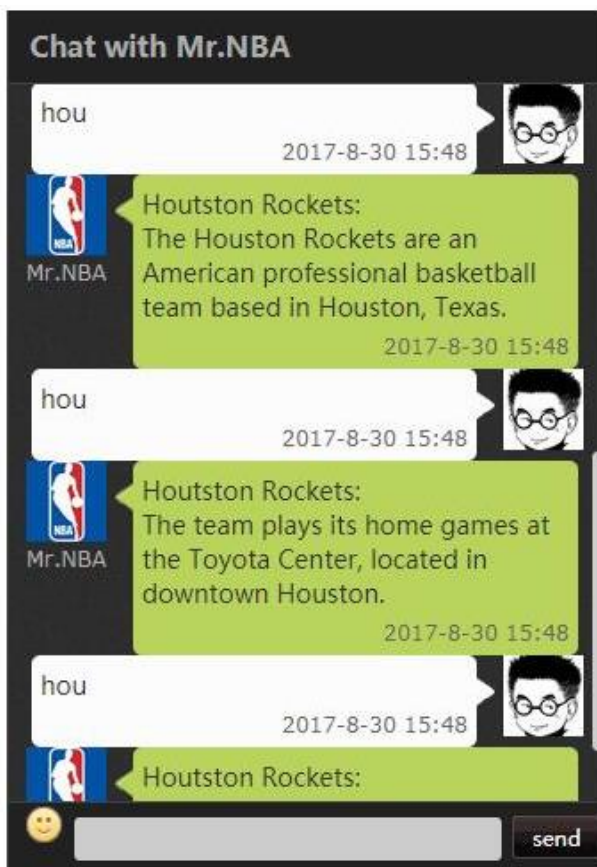 Chat with Mr.NBA
hou
2017-8-30 15:48
Houtston Rockets:
The Houston Rockets are an
American professional basketball
team based in Houston, Texas.
2017-8-30 15:48
NBA
Mr.NBA
hou
2017-8-30 15:48
Houtston Rockets:
The team plays its home games at
the Toyota Center, located in
downtown Houston.
2017-8-30 15:48
NBA
Mr.NBA
hou
2017-8-30 15:48
Houtston Rockets:
send